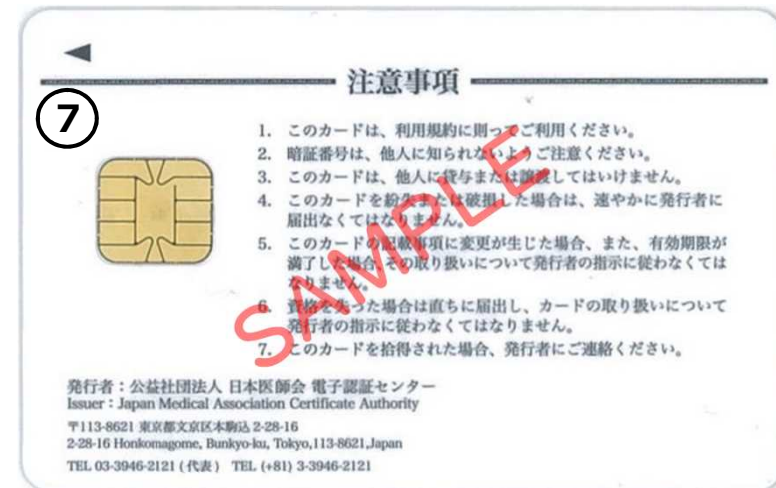 注意事項
⑦
1. このカードは、利用規約に則ってご利用ください。
2. 暗証番号は、他人に知られないようご注意ください。
3. このカードは、他人に貸与または譲渡してはいけません。
4. このカードを紛失または破損した場合は、速やかに発行者に
届出なくてはなりません。
5. このカードの記載事項に変更が生じた場合、また、有効期限が
満了した場合、その取り扱いについて発行者の指示に従わなくては
なりません。
6. 資格を失った場合は直ちに届出し、カードの取り扱いについて
発行者の指示に従わなくてはなりません。
7. このカードを拾得された場合、発行者にご連絡ください。
SAMPLE
発行者：公益社団法人 日本医師会 電子認証センター
Issuer：Japan Medical Association Certificate Authority
〒113-8621 東京都文京区本駒込 2-28-16
2-28-16 Honkomagome, Bunkyo-ku, Tokyo,113-8621,Japan
TEL 03-3946-2121 ( 代表 ) TEL (+81) 3-3946-2121